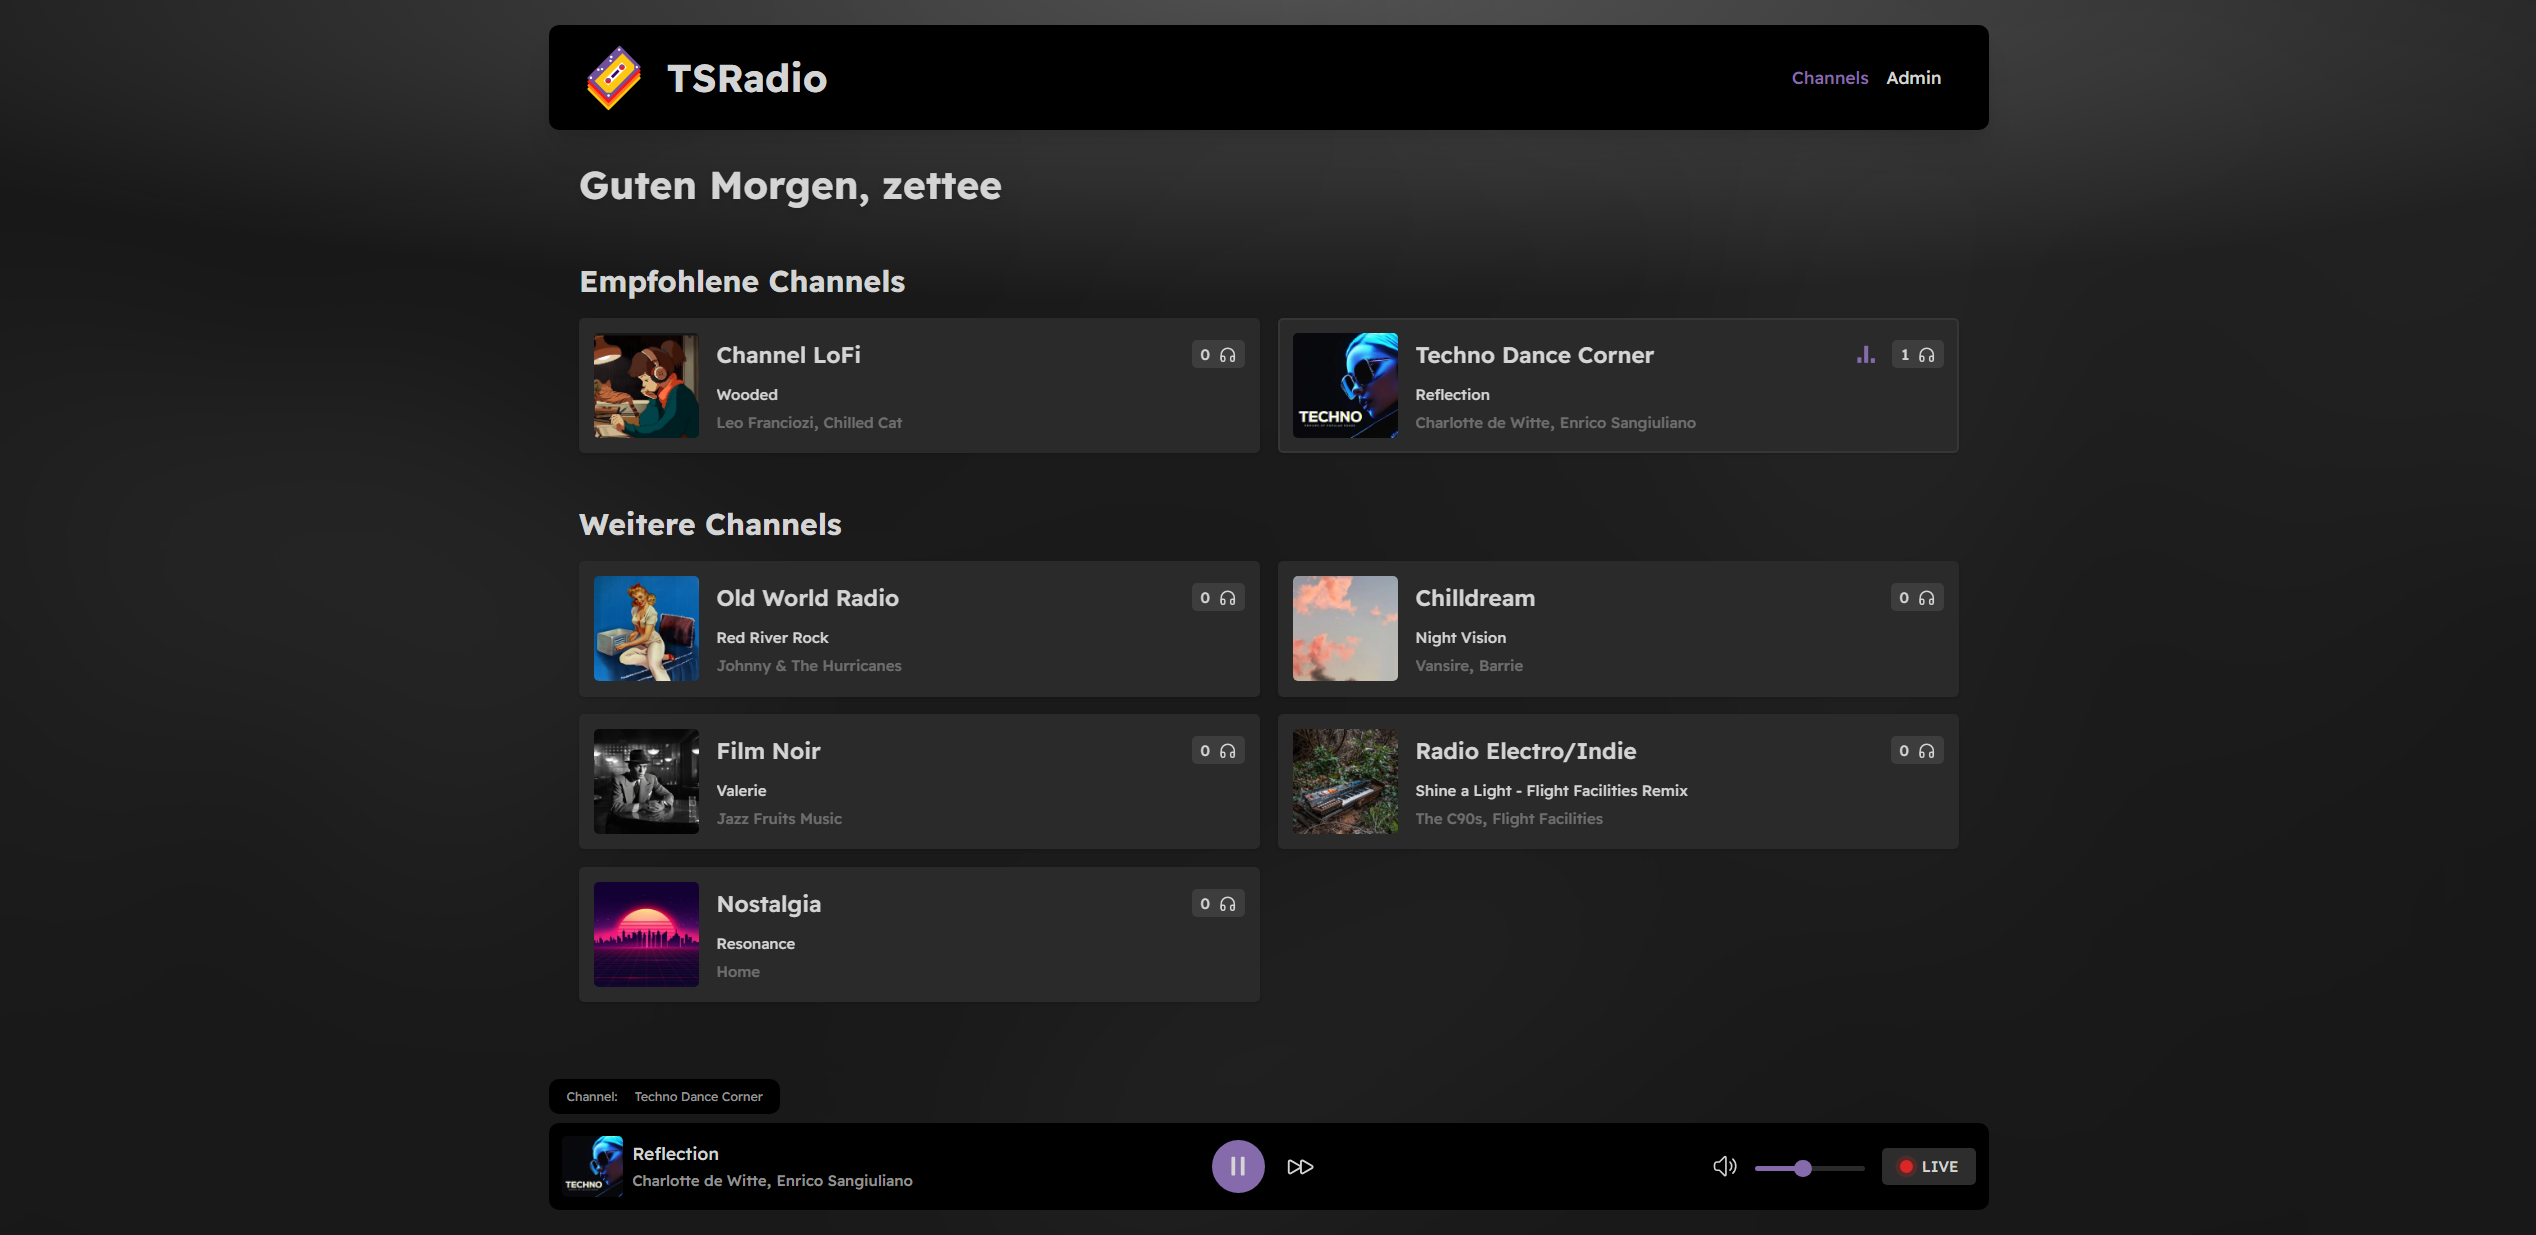 TSRadio
Channels Admin
Guten Morgen, zettee
Empfohlene Channels
Channel LoFi
0
Wooded
Leo Franciozi, Chilled Cat
TECHNO
Techno Dance Corner
1
Reflection
Charlotte de Witte, Enrico Sangiuliano
Weitere Channels
Old World Radio
0
Red River Rock
Johnny & The Hurricanes
Chilldream
0
Night Vision
Vansire, Barrie
Film Noir
0
Valerie
Jazz Fruits Music
Radio Electro/Indie
0
Shine a Light - Flight Facilities Remix
The C90s, Flight Facilities
Nostalgia
0
Resonance
Home
Channel: Techno Dance Corner
TECHNO
Reflection
Charlotte de Witte, Enrico Sangiuliano
LIVE